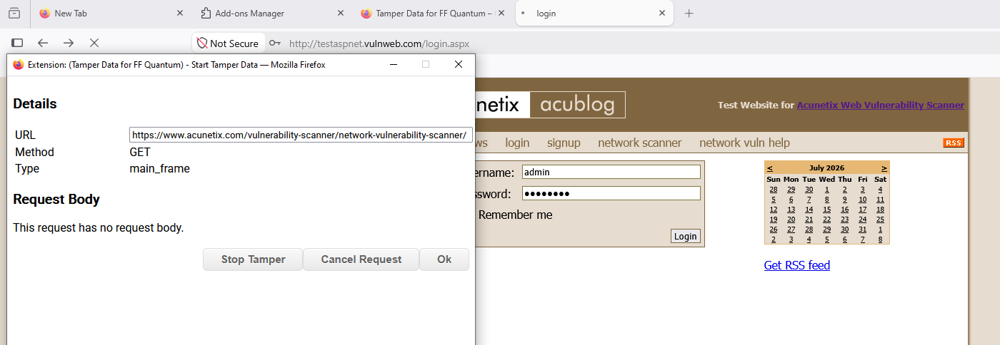 New Tab
Add-ons Manager
Tamper Data for FF Quantum –
login
Not Secure
http://testaspnet.vulnweb.com/login.aspx
Extension: (Tamper Data for FF Quantum) - Start Tamper Data — Mozilla Firefox
Details
URL https://www.acunetix.com/vulnerability-scanner/network-vulnerability-scanner/
Method GET
Type main_frame
Request Body
This request has no request body.
Stop Tamper Cancel Request Ok
netix acublog
Test Website for Acunetix Web Vulnerability Scanner
ws login signup network scanner network vuln help RSS
ername: admin
ssword: ••••••••
Remember me
Login
< July 2026 >
Sun Mon Tue Wed Thu Fri Sat
28 29 30 1 2 3 4
5 6 7 8 9 10 11
12 13 14 15 16 17 18
19 20 21 22 23 24 25
26 27 28 29 30 31 1
2 3 4 5 6 7 8
Get RSS feed